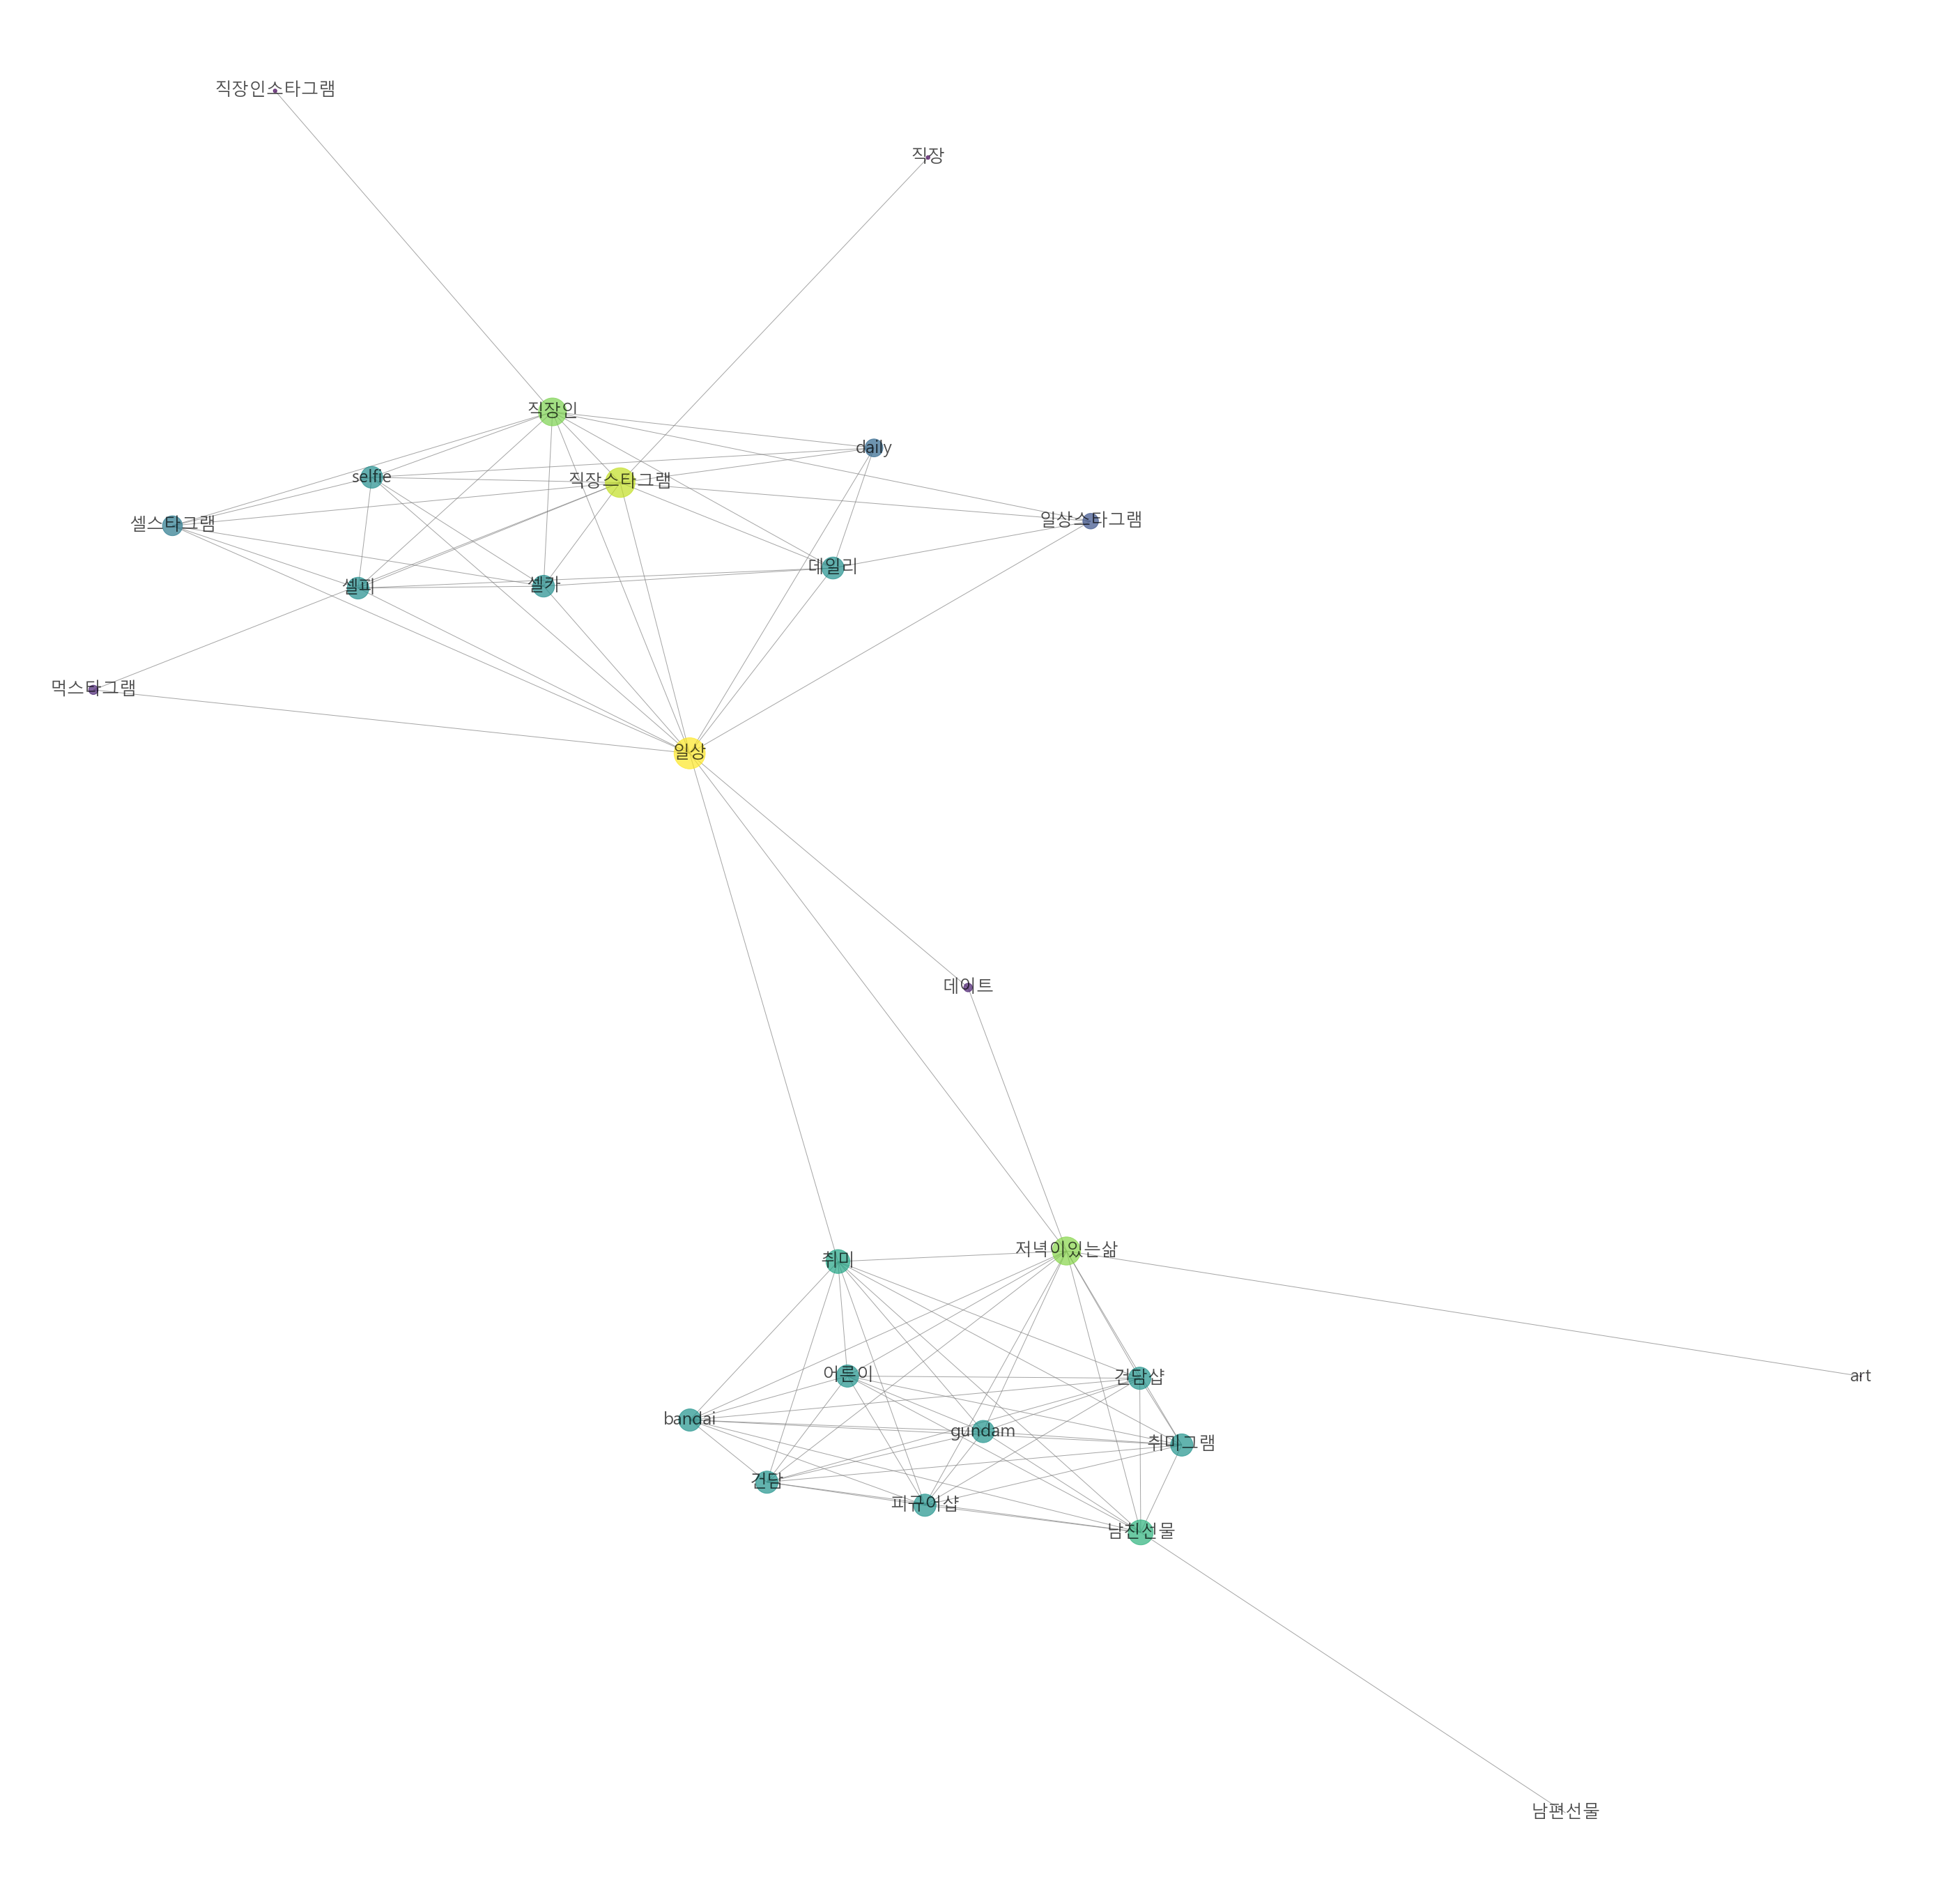 직장인소타그램
직장
직장인
daily
selfie
직장스타그램
셀스타그램
일상스타그램
데일리
셀피
셀카
먹스타그램
일상
데이트
저녁이있는삶
취미
어른이
건담샵
art
bandai
gundam
취미그램
건담
피규어샵
남친선물
남편선물